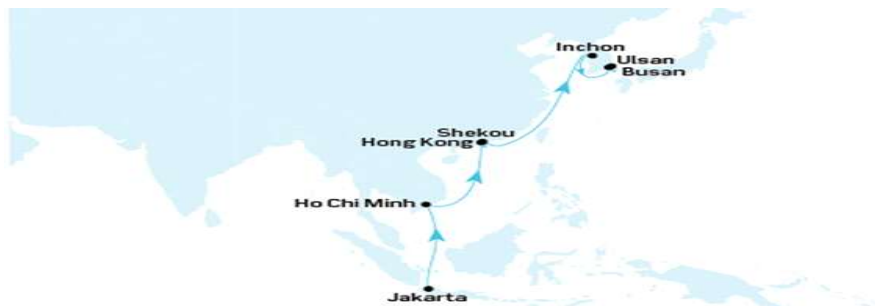 Inchon
Ulsan
Busan
Shekou
Hong Kong
Ho Chi Minh
Jakarta